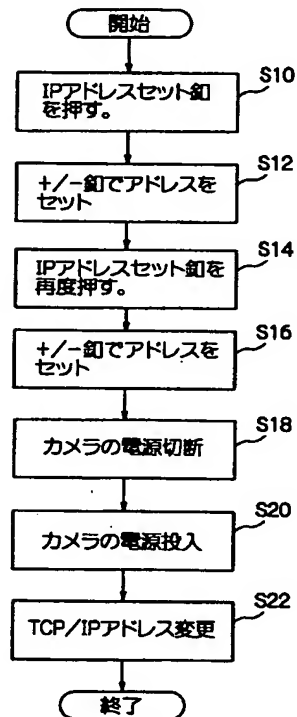 開始
S10
IPアドレスセット釦
を押す。
S12
+/-釦でアドレスを
セット
S14
IPアドレスセット釦を
再度押す。
S16
+/-釦でアドレスを
セット
S18
カメラの電源切断
S20
カメラの電源投入
S22
TCP/IPアドレス変更
終了